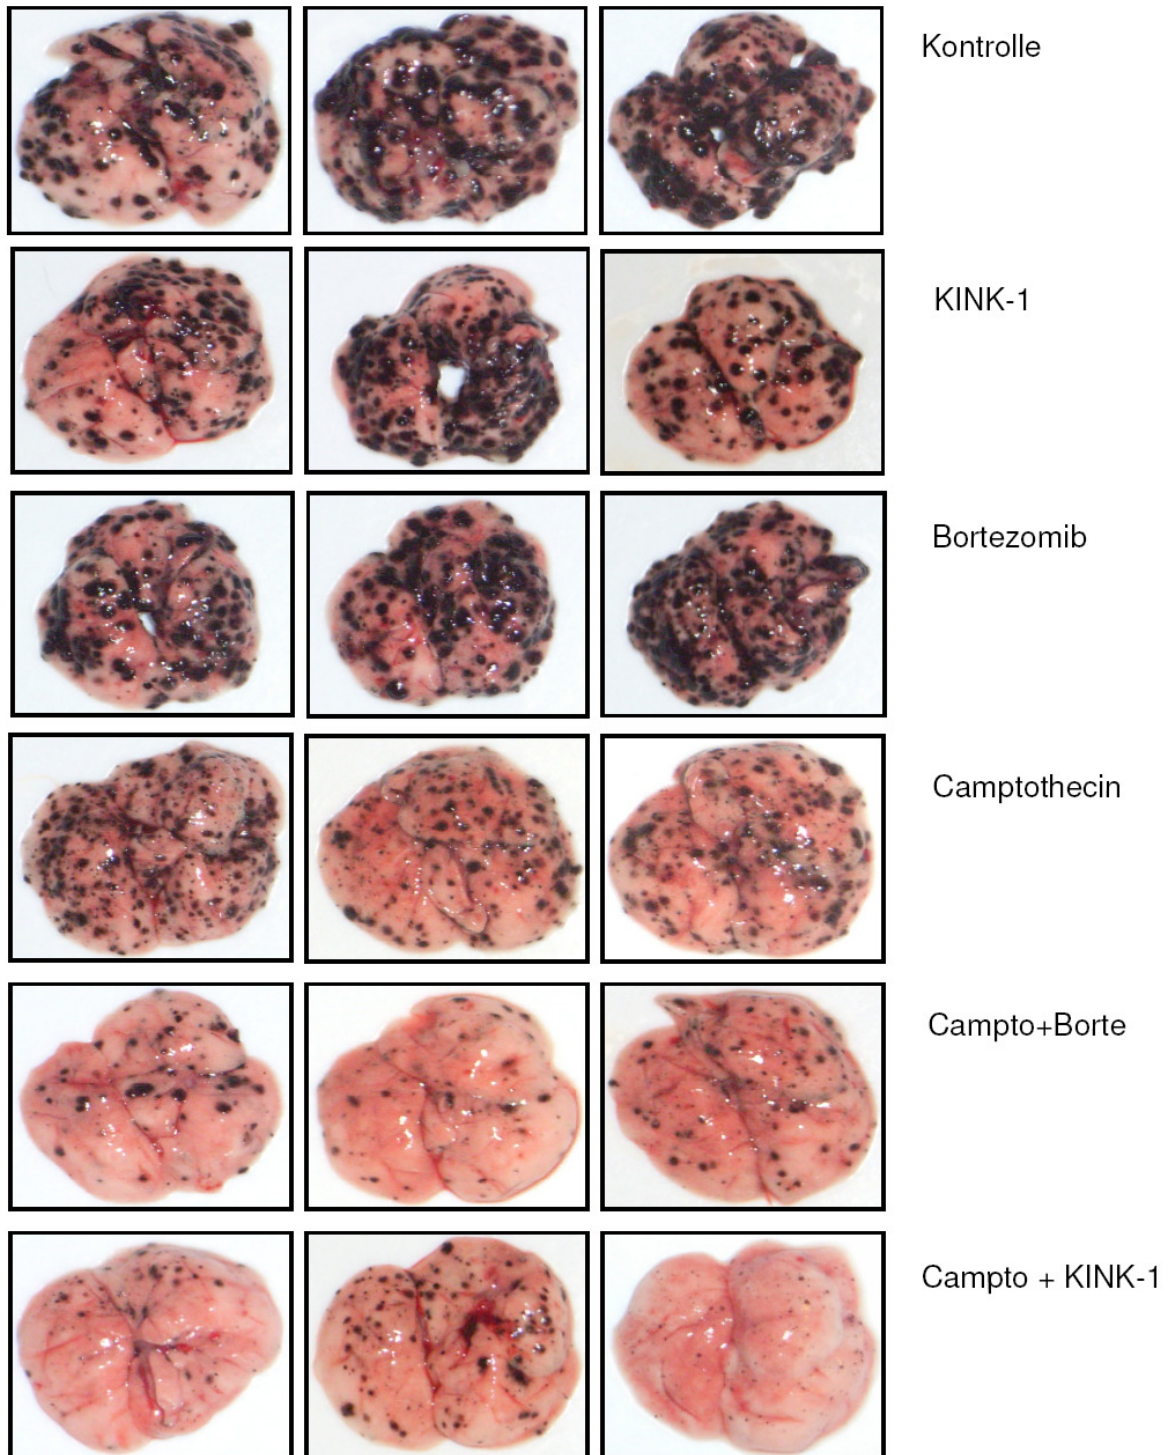 Kontrolle
KINK-1
Bortezomib
Camptothecin
Campto+Borte
Campto + KINK-1